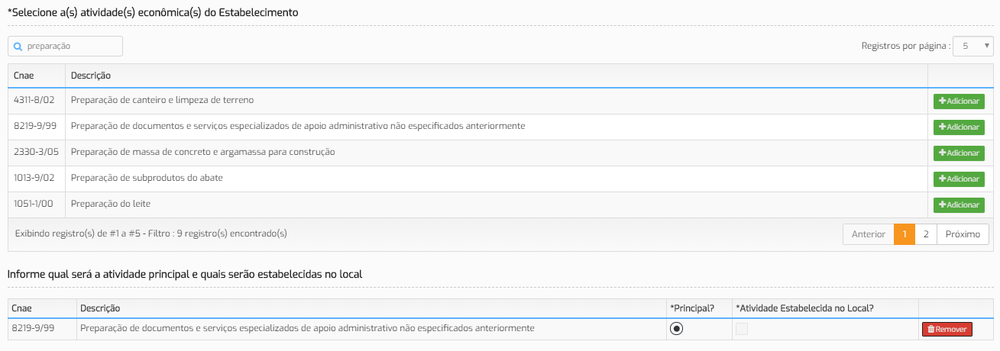 *Selecione a(s) atividade(s) econômica(s) do Estabelecimento
preparação
Registros por página : 5
Cnae Descrição
4311-8/02 Preparação de canteiro e limpeza de terreno Adicionar
8219-9/99 Preparação de documentos e serviços especializados de apoio administrativo não especificados anteriormente Adicionar
2330-3/05 Preparação de massa de concreto e argamassa para construção Adicionar
1013-9/02 Preparação de subprodutos do abate Adicionar
1051-1/00 Preparação do leite Adicionar
Exibindo registro(s) de #1 a #5 - Filtro : 9 registro(s) encontrado(s) Anterior 1 2 Próximo
Informe qual será a atividade principal e quais serão estabelecidas no local
Cnae Descrição *Principal? *Atividade Estabelecida no Local?
8219-9/99 Preparação de documentos e serviços especializados de apoio administrativo não especificados anteriormente Remover